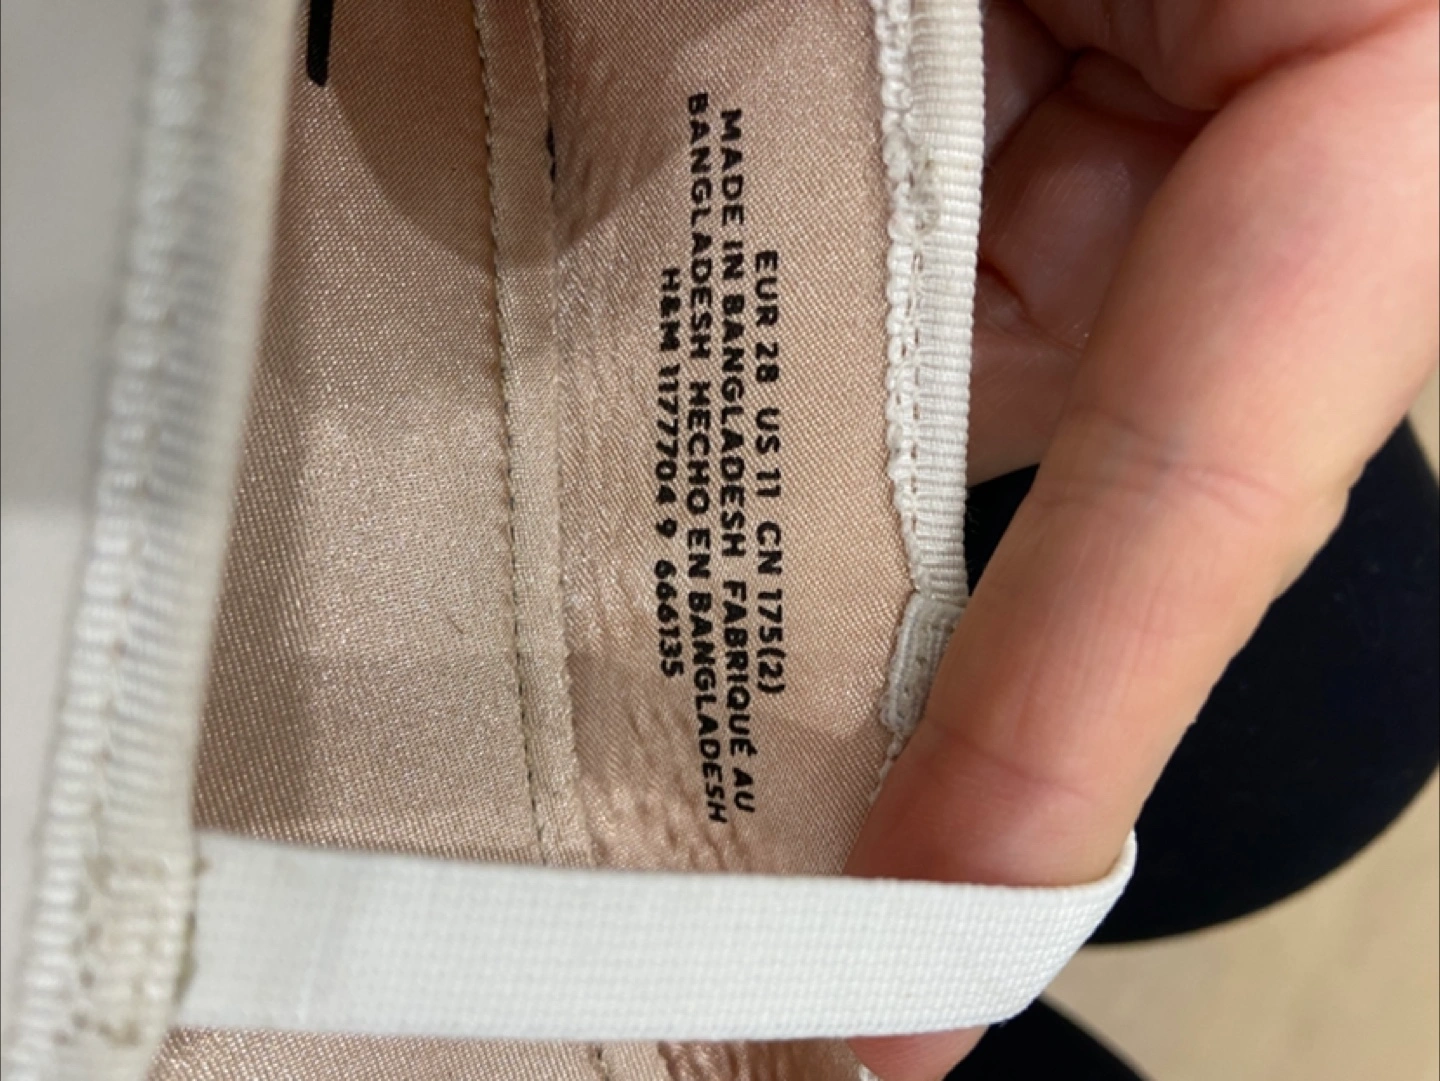 EUR 28 US 11 CN 175(2)
MADE IN BANGLADESH FABRIQUÉ AU
BANGLADESH HECHO EN BANGLADESH
H&M 1177704 9 666135